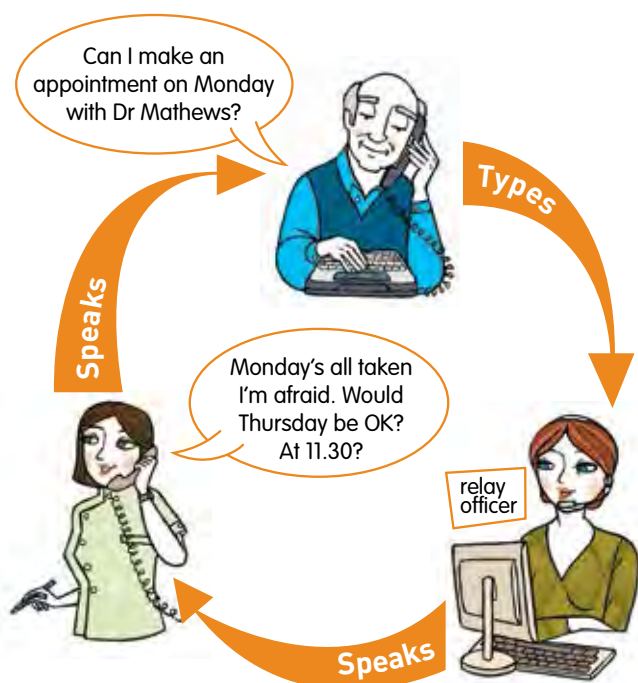 Can I make an
appointment on Monday
with Dr Mathews?
Types
Speaks
Monday's all taken
I'm afraid. Would
Thursday be OK?
At 11.30?
relay
officer
Speaks